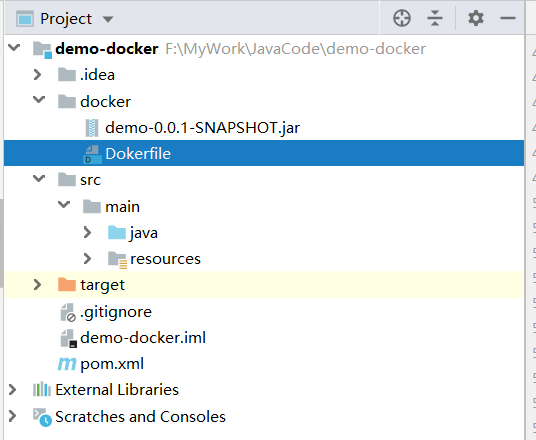 Project
demo-docker F:\MyWork\JavaCode\demo-docker
.idea
docker
demo-0.0.1-SNAPSHOT.jar
Dokerfile
src
main
java
resources
target
.gitignore
demo-docker.iml
pom.xml
External Libraries
Scratches and Consoles